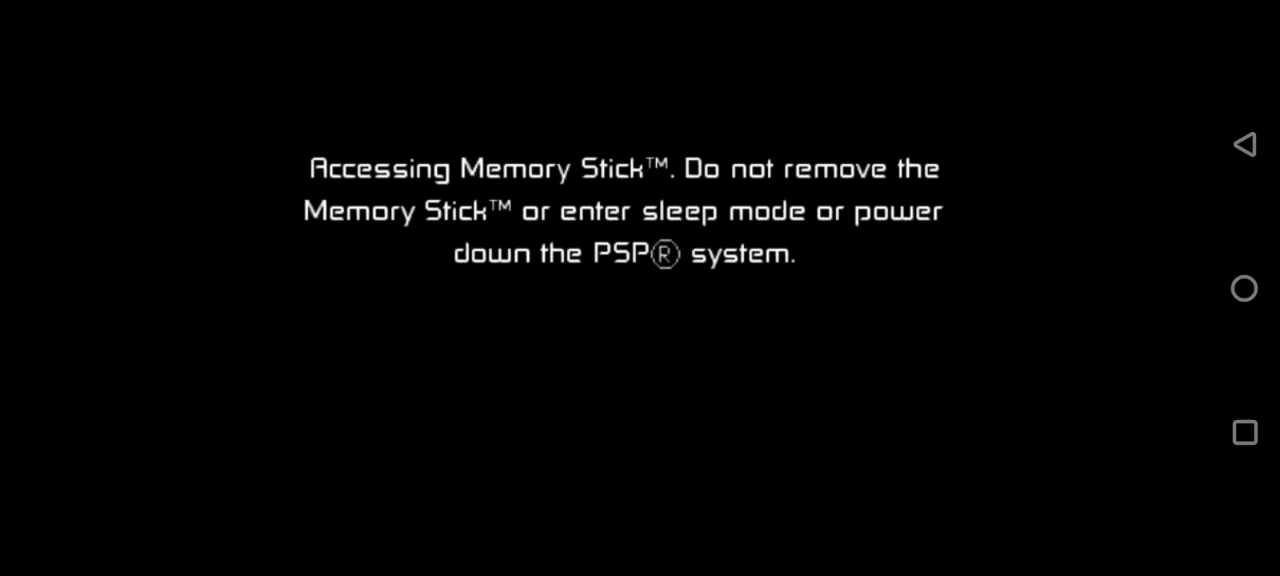 Accessing Memory Stick™. Do not remove the
Memory Stick™ or enter sleep mode or power
down the PSP® system.